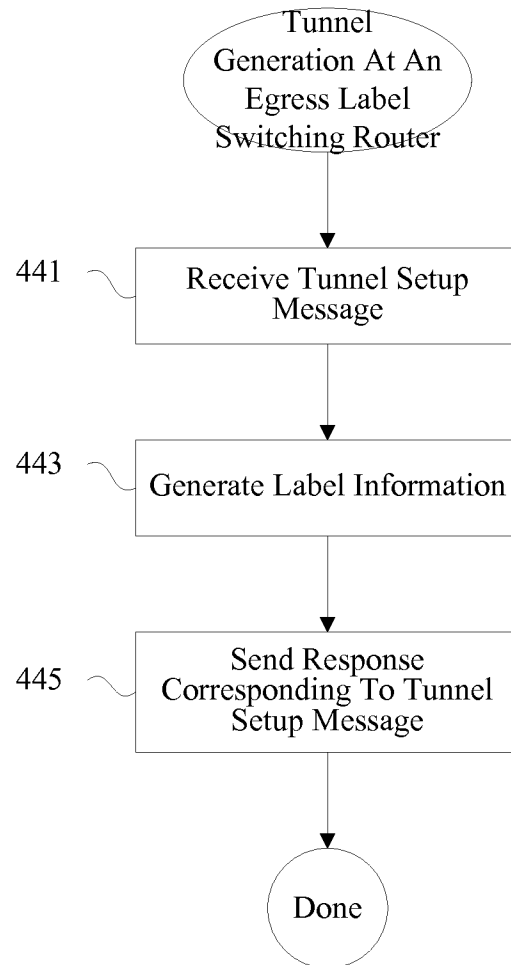 Tunnel
Generation At An
Egress Label
Switching Router
441
Receive Tunnel Setup
Message
443
Generate Label Information
445
Send Response
Corresponding To Tunnel
Setup Message
Done